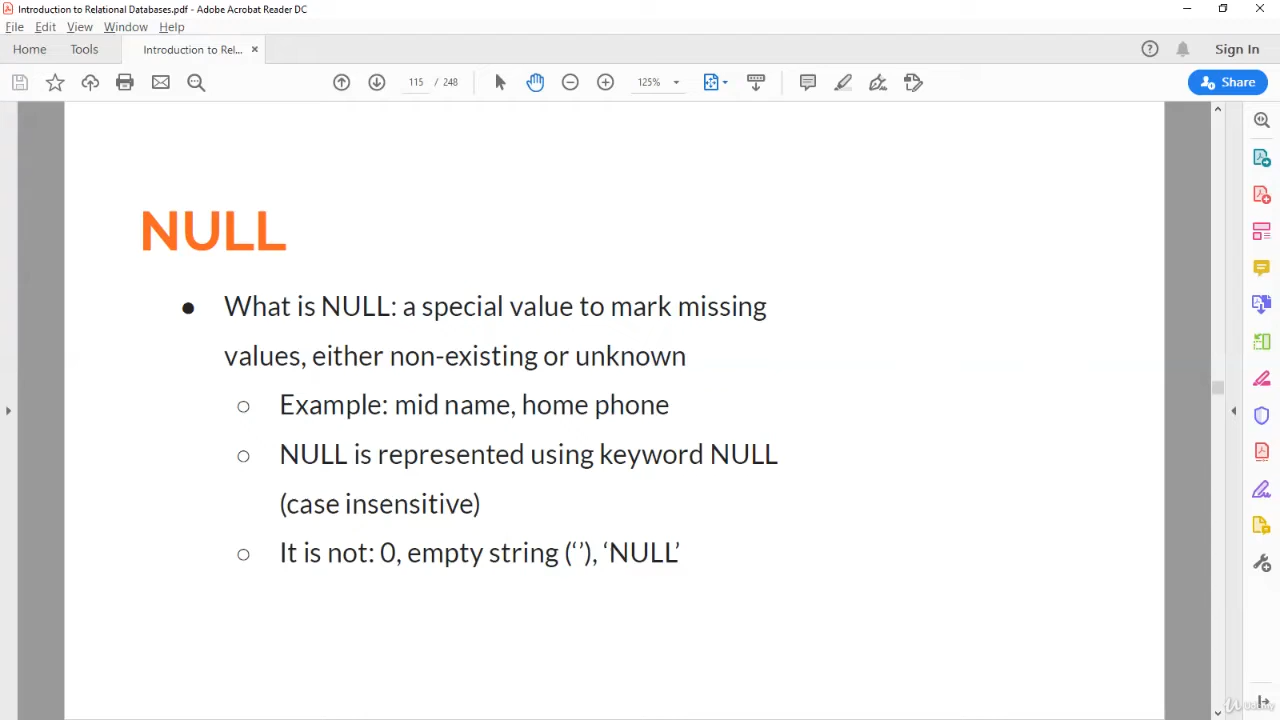 Introduction to Relational Databases.pdf - Adobe Acrobat Reader DC
File Edit View Window Help
Home Tools Introduction to Rel... × Sign In
115 / 248 125% Share
NULL
● What is NULL: a special value to mark missing
values, either non-existing or unknown
○ Example: mid name, home phone
○ NULL is represented using keyword NULL
(case insensitive)
○ It is not: 0, empty string (‘’), ‘NULL’
Udemy